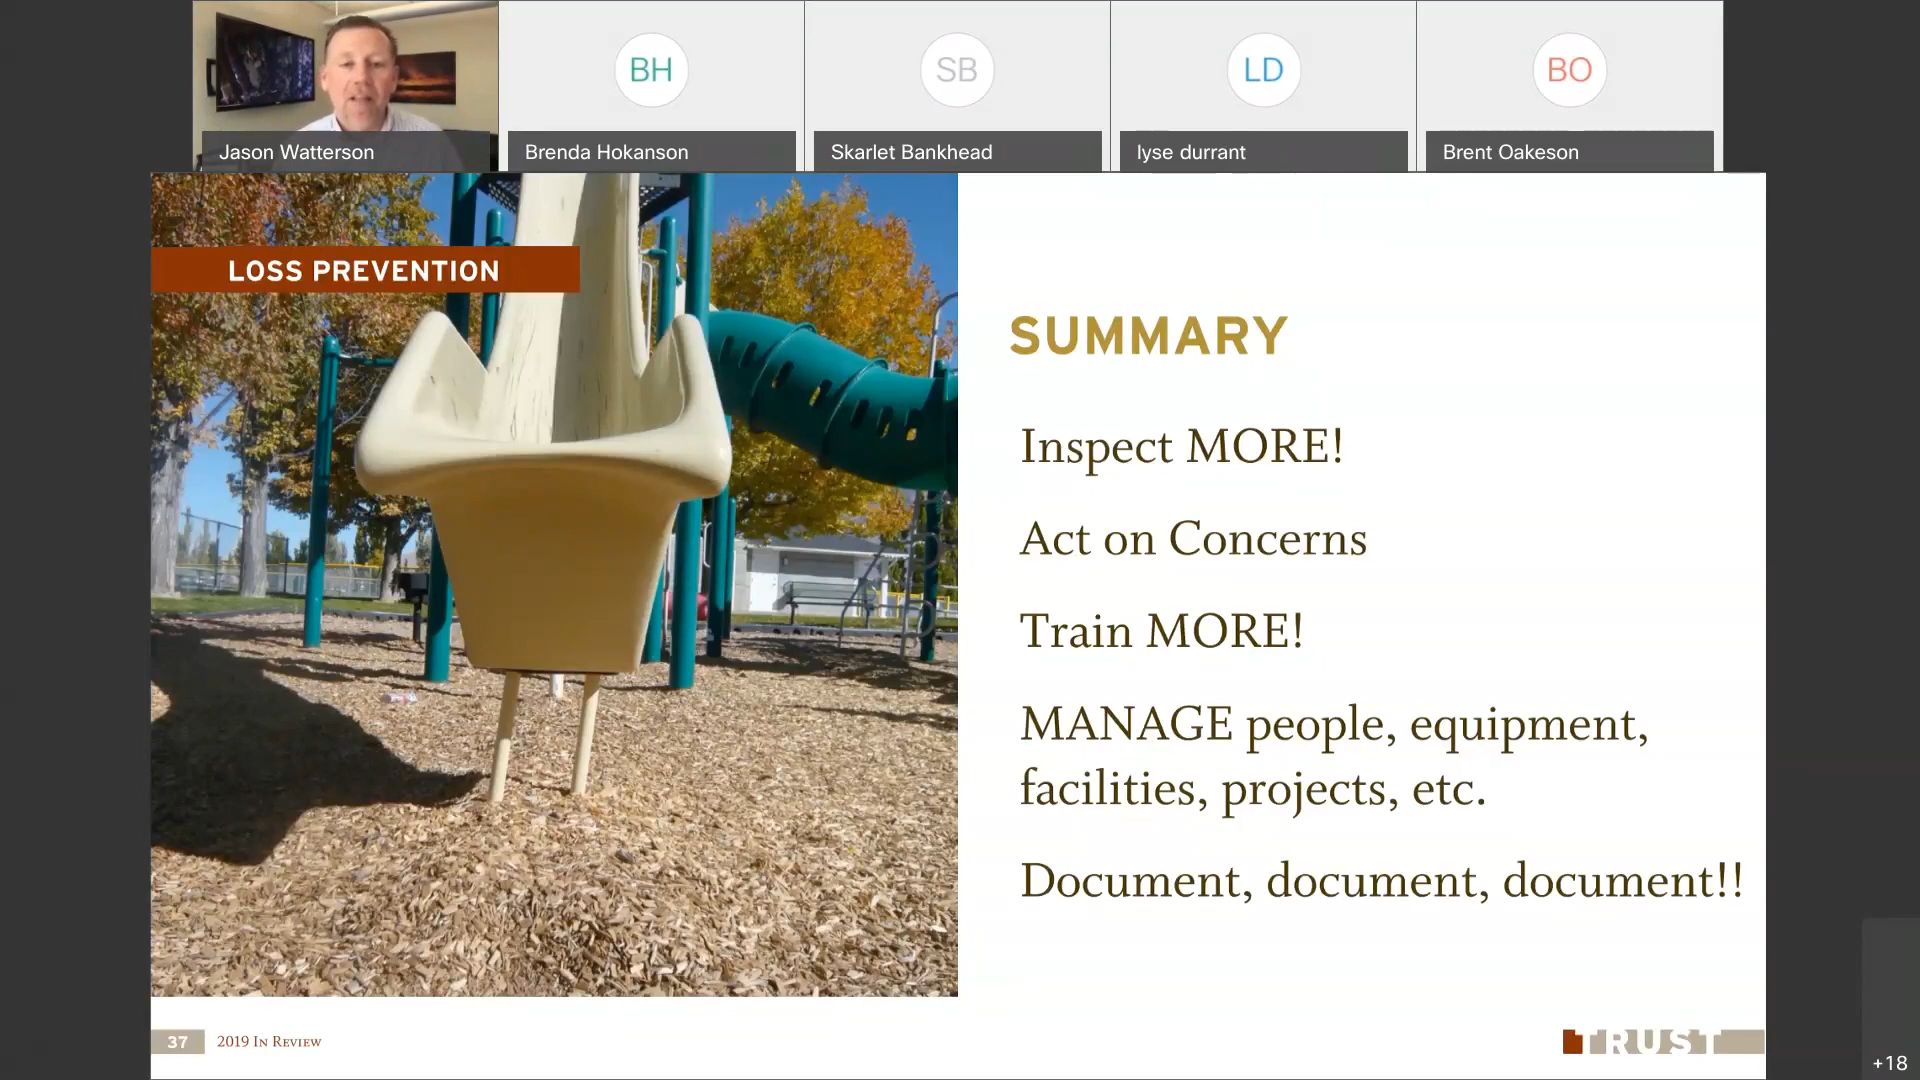 BH
SB
LD
BO
Jason Watterson
Brenda Hokanson
Skarlet Bankhead
lyse durrant
Brent Oakeson
LOSS PREVENTION
SUMMARY
Inspect MORE!
Act on Concerns
Train MORE!
MANAGE people, equipment,
facilities, projects, etc.
Document, document, document!!
37
2019 In Review
TRUST
+18